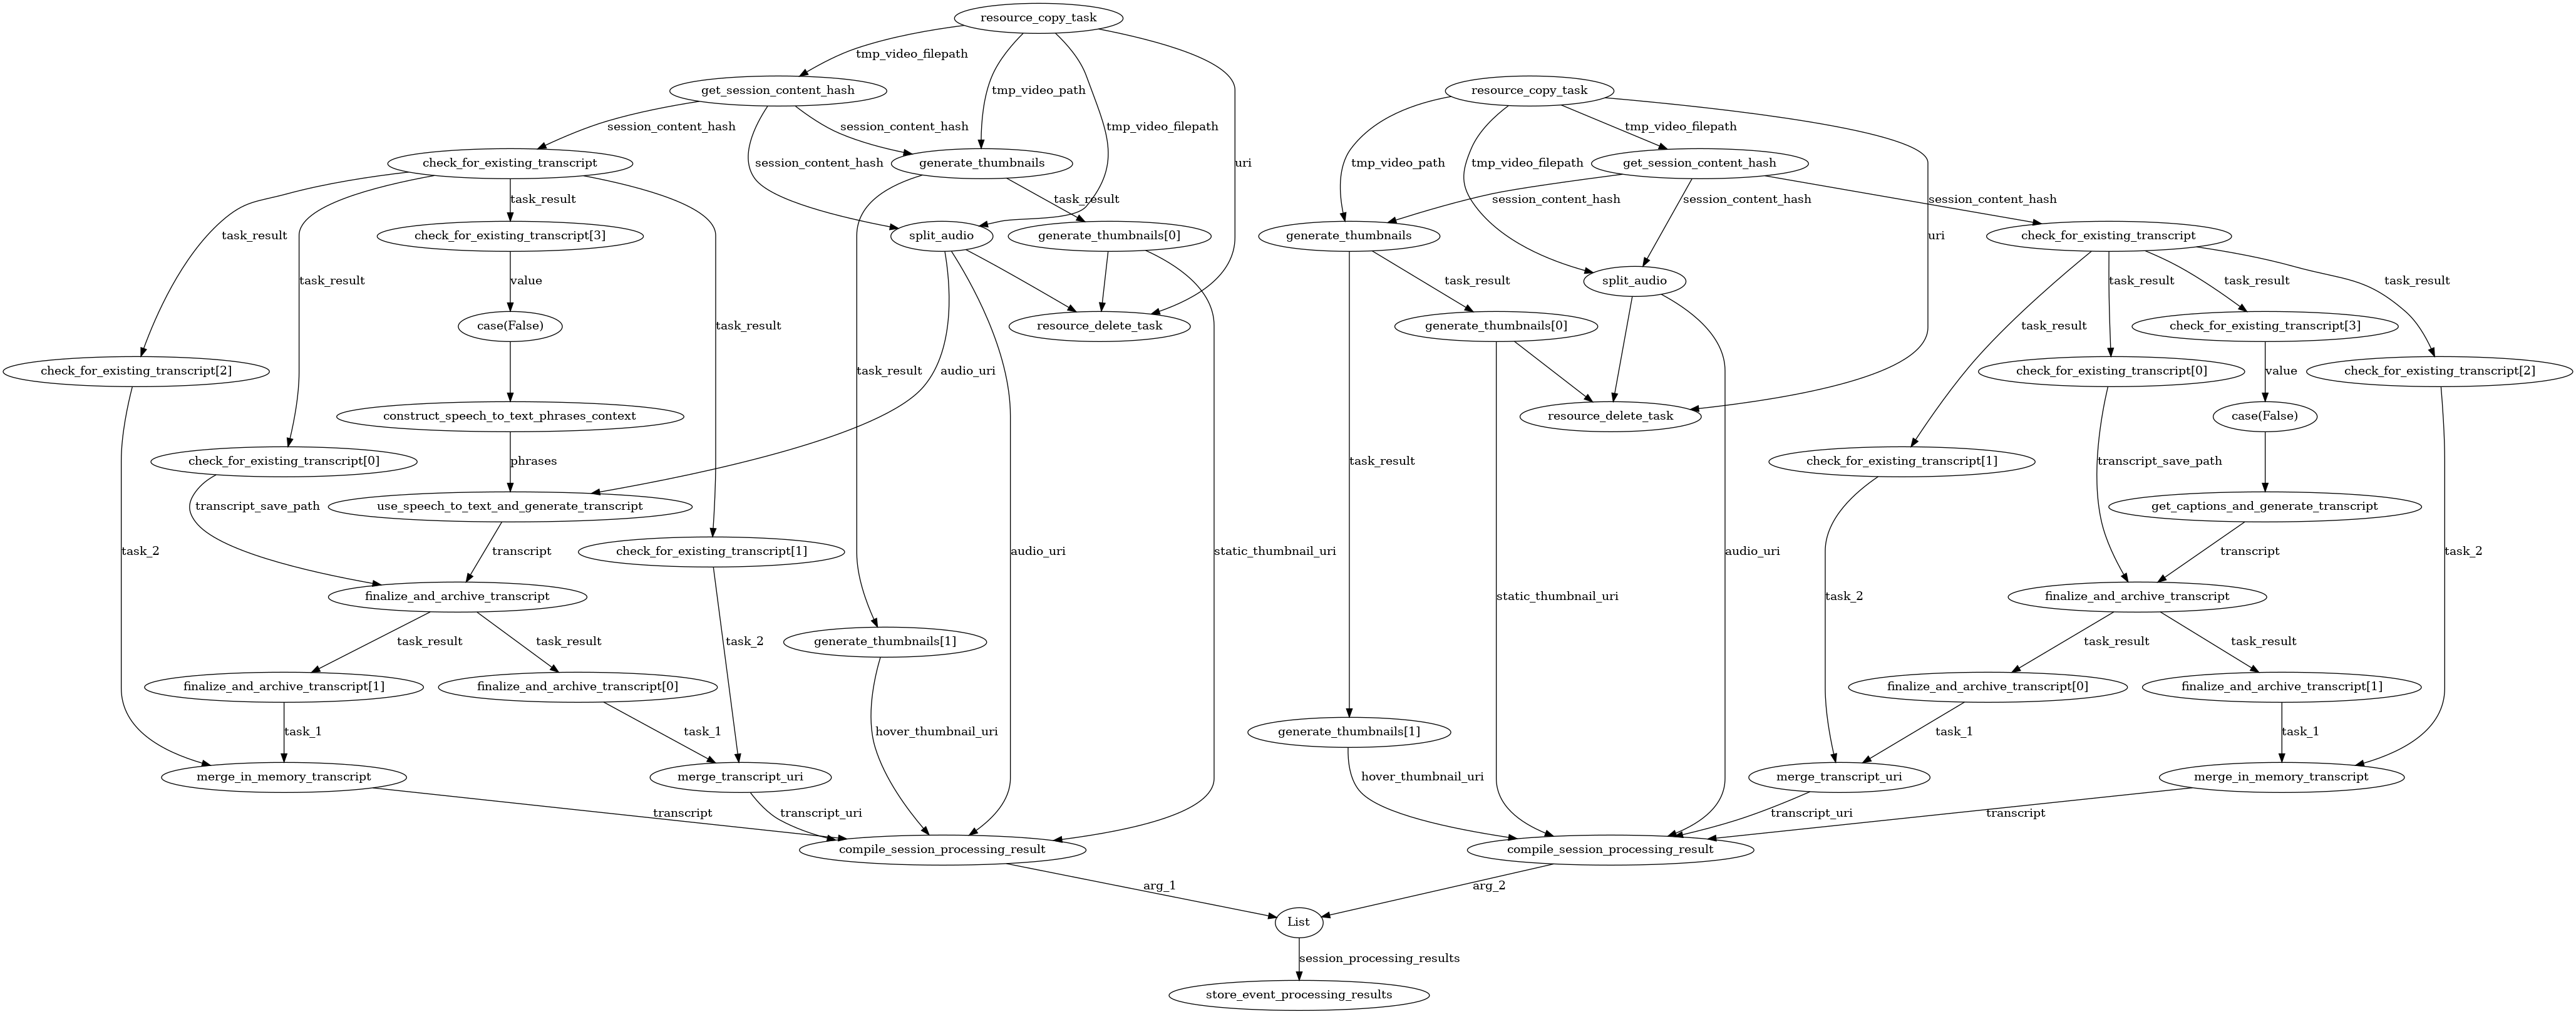 resource_copy_task
tmp_video_filepath
get_session_content_hash
tmp_video_path
resource_copy_task
session_content_hash
session_content_hash
tmp_video_filepath
tmp_video_filepath
check_for_existing_transcript
session_content_hash
generate_thumbnails
uri
tmp_video_path
tmp_video_filepath
get_session_content_hash
task_result
task_result
session_content_hash
session_content_hash
session_content_hash
task_result
check_for_existing_transcript[3]
split_audio
generate_thumbnails[0]
generate_thumbnails
uri
check_for_existing_transcript
task_result
value
task_result
split_audio
task_result
task_result
task_result
case(False)
task_result
resource_delete_task
generate_thumbnails[0]
task_result
check_for_existing_transcript[3]
check_for_existing_transcript[2]
task_result
audio_uri
check_for_existing_transcript[0]
value
check_for_existing_transcript[2]
construct_speech_to_text_phrases_context
resource_delete_task
case(False)
check_for_existing_transcript[0]
phrases
task_result
check_for_existing_transcript[1]
transcript_save_path
transcript_save_path
use_speech_to_text_and_generate_transcript
get_captions_and_generate_transcript
task_2
transcript
check_for_existing_transcript[1]
audio_uri
static_thumbnail_uri
audio_uri
transcript
task_2
finalize_and_archive_transcript
static_thumbnail_uri
task_2
finalize_and_archive_transcript
task_result
task_result
task_2
generate_thumbnails[1]
task_result
task_result
finalize_and_archive_transcript[1]
finalize_and_archive_transcript[0]
finalize_and_archive_transcript[0]
finalize_and_archive_transcript[1]
task_1
task_1
hover_thumbnail_uri
generate_thumbnails[1]
task_1
task_1
merge_in_memory_transcript
merge_transcript_uri
hover_thumbnail_uri
merge_transcript_uri
merge_in_memory_transcript
transcript
transcript_uri
transcript_uri
transcript
compile_session_processing_result
compile_session_processing_result
arg_1
arg_2
List
session_processing_results
store_event_processing_results